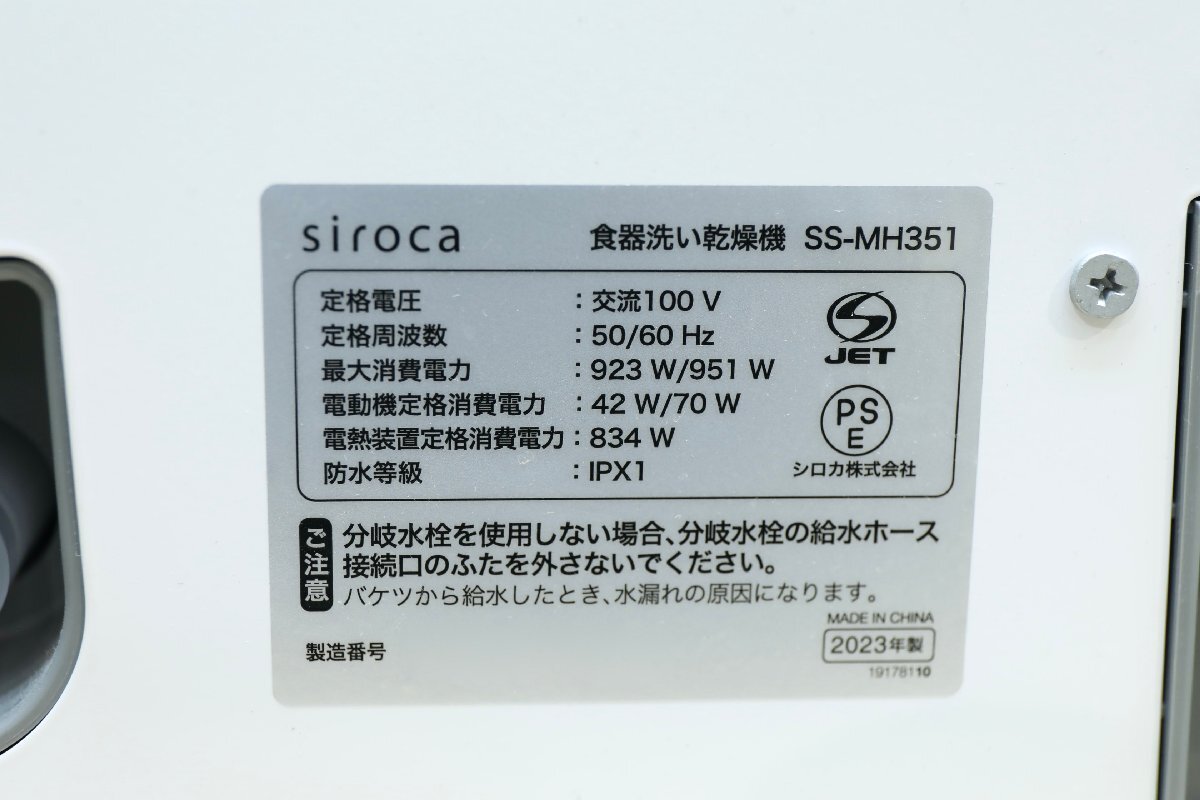 siroca 食器洗い乾燥機 SS-MH351
定格電圧 : 交流100 V
定格周波数 : 50/60 Hz
最大消費電力 : 923 W/951 W
電動機定格消費電力 : 42 W/70 W
電熱装置定格消費電力 : 834 W
防水等級 : IPX1
JET
PS
E
シロカ株式会社
ご注意
分岐水栓を使用しない場合、分岐水栓の給水ホース
接続口のふたを外さないでください。
バケツから給水したとき、水漏れの原因になります。
MADE IN CHINA
製造番号
2023年製
19178110